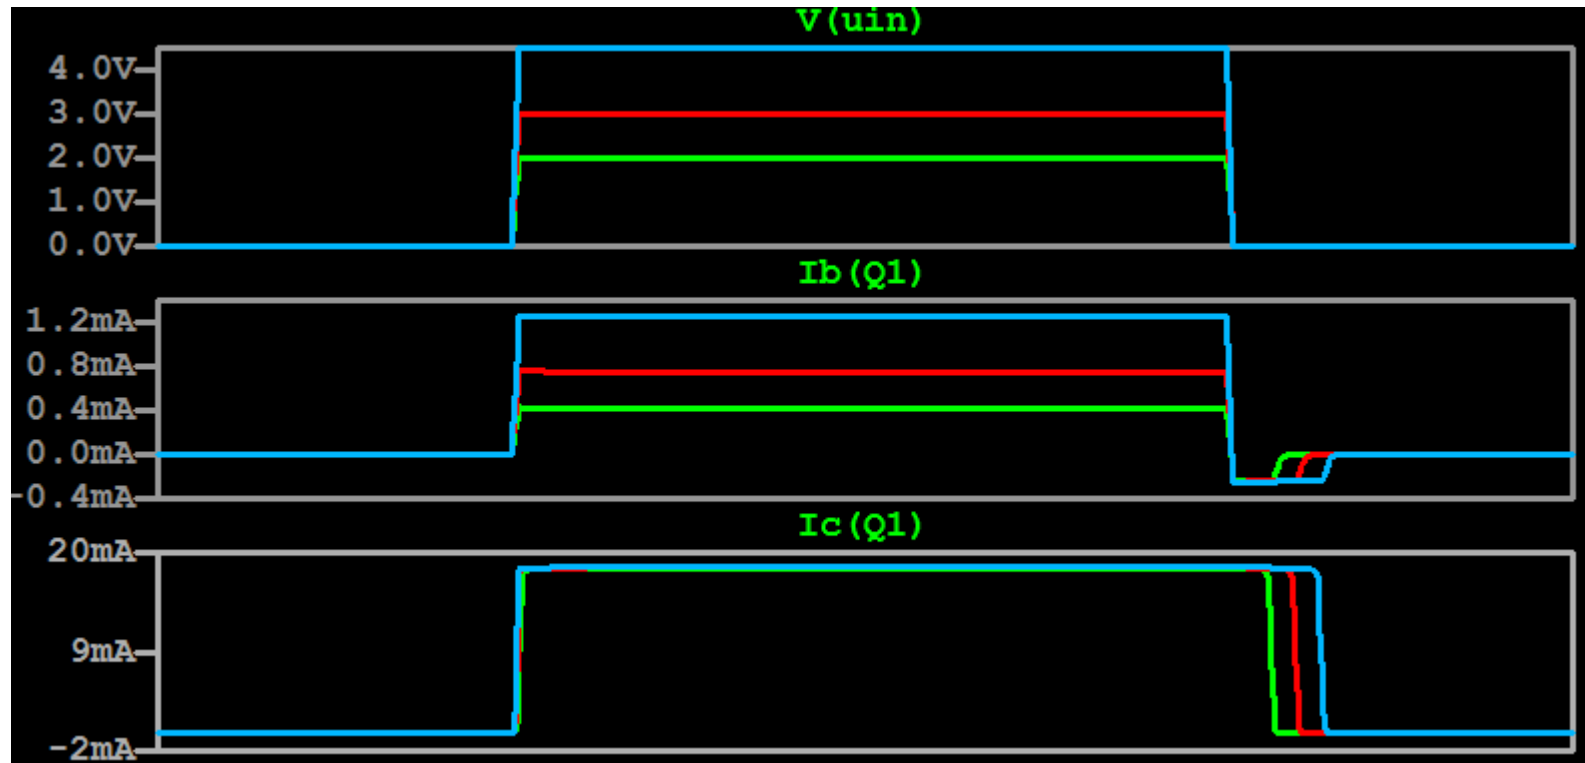 V(uin)
4.0V
3.0V
2.0V
1.0V
0.0V
Ib(Q1)
1.2mA
0.8mA
0.4mA
0.0mA
-0.4mA
Ic(Q1)
20mA
9mA
-2mA